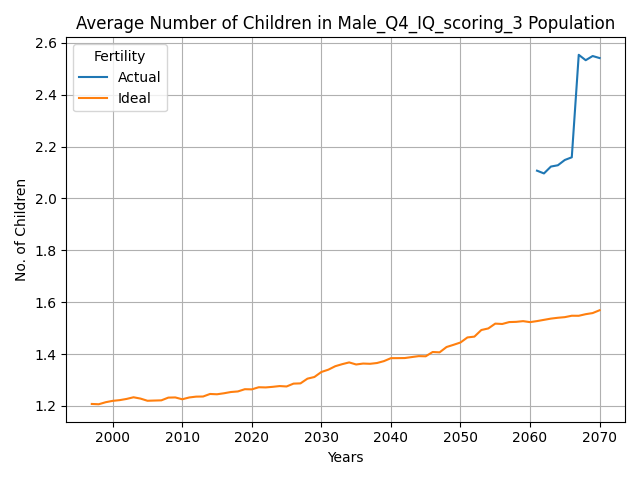 Average Number of Children in Male_Q4_IQ_scoring_3 Population
Fertility
Actual
Ideal
No. of Children
2.6
2.4
2.2
2.0
1.8
1.6
1.4
1.2
2000 2010 2020 2030 2040 2050 2060 2070
Years